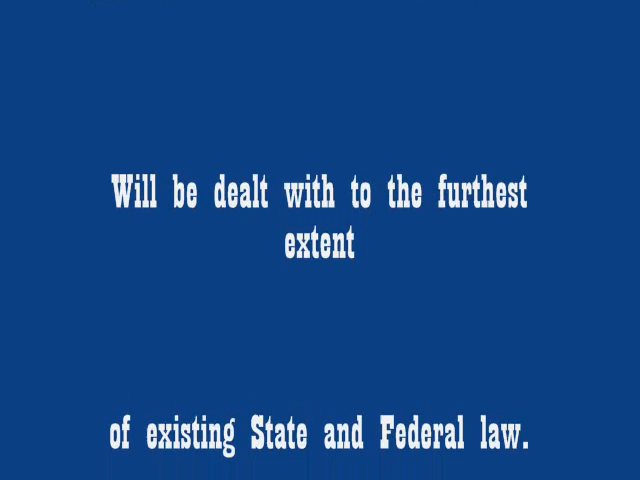 Will be dealt with to the furthest
extent
of existing State and Federal law.